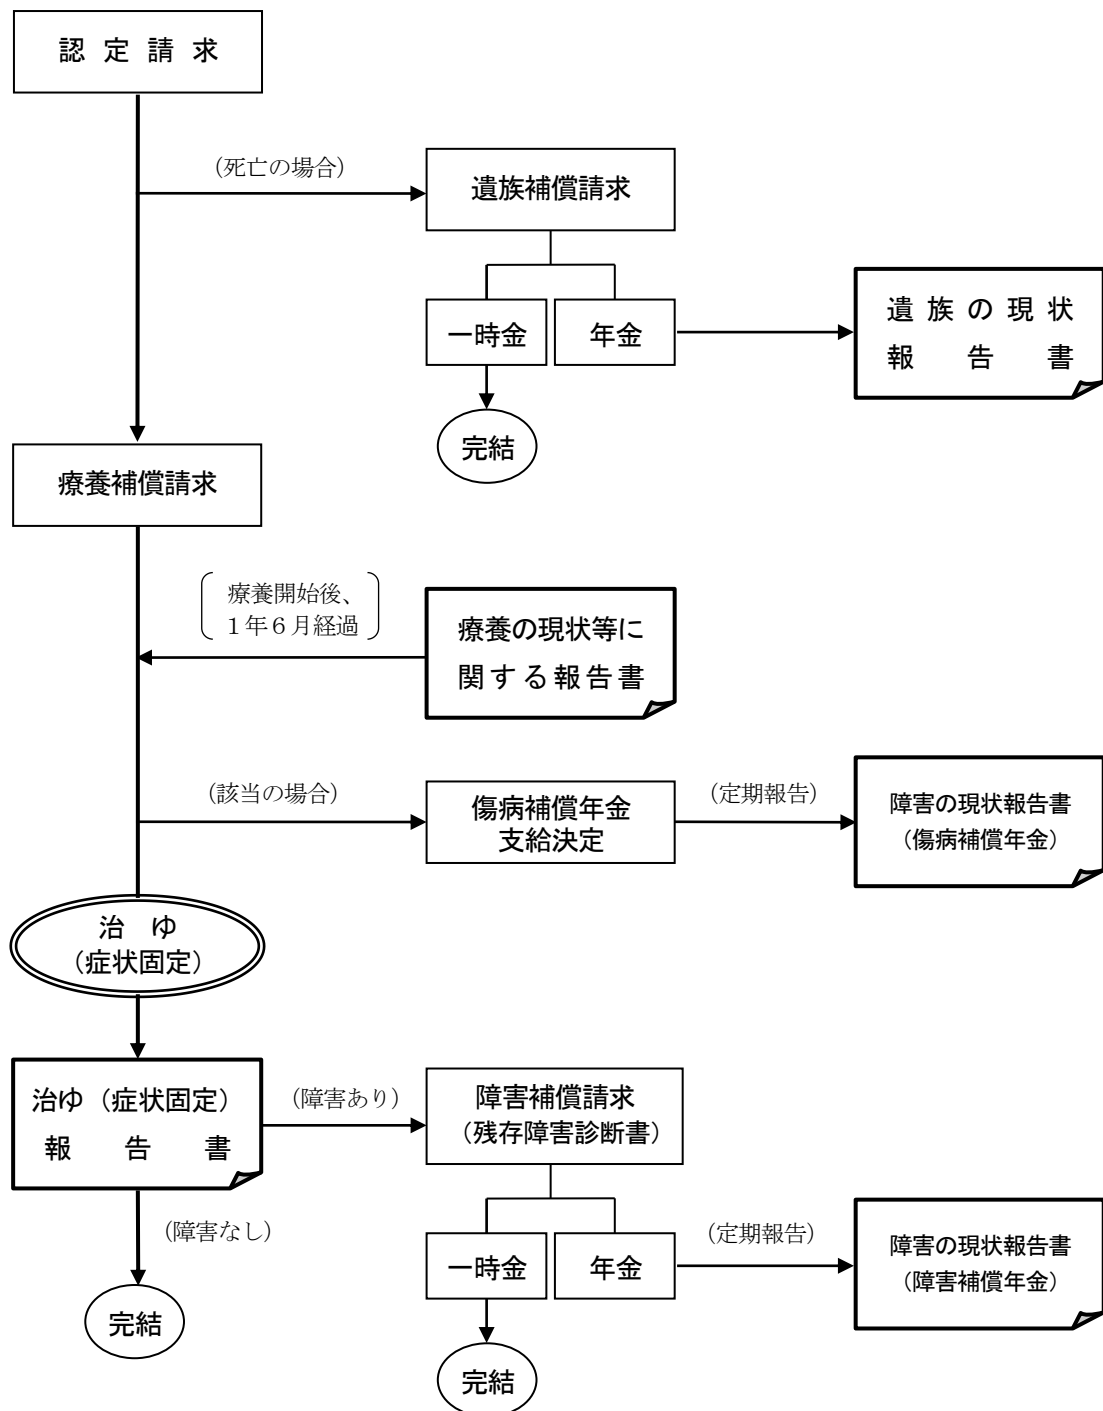 認定請求
（死亡の場合）
遺族補償請求
一時金
年金
遺族の現状
報告書
完結
療養補償請求
療養開始後、
１年６月経過
療養の現状等に
関する報告書
（該当の場合）
傷病補償年金
支給決定
（定期報告）
障害の現状報告書
（傷病補償年金）
治ゆ
（症状固定）
治ゆ（症状固定）
報告書
（障害あり）
障害補償請求
（残存障害診断書）
（障害なし）
完結
一時金
年金
（定期報告）
障害の現状報告書
（障害補償年金）
完結